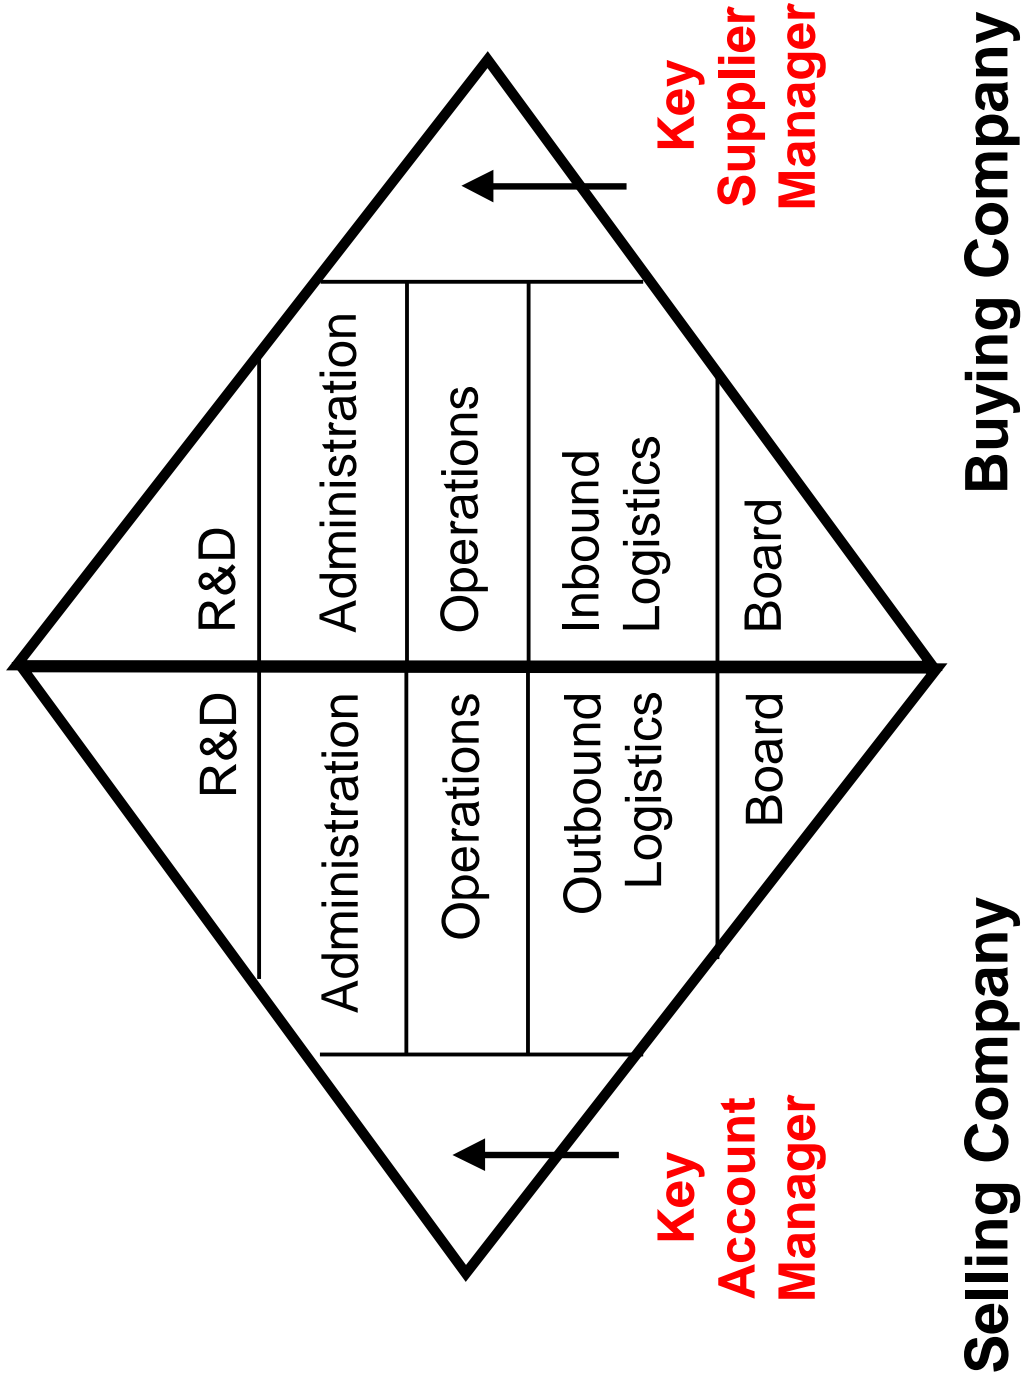 R&D
R&D
Administration
Administration
Operations
Operations
Outbound
Logistics
Inbound
Logistics
Board
Board
Key
Account
Manager
Key
Supplier
Manager
Selling Company
Buying Company